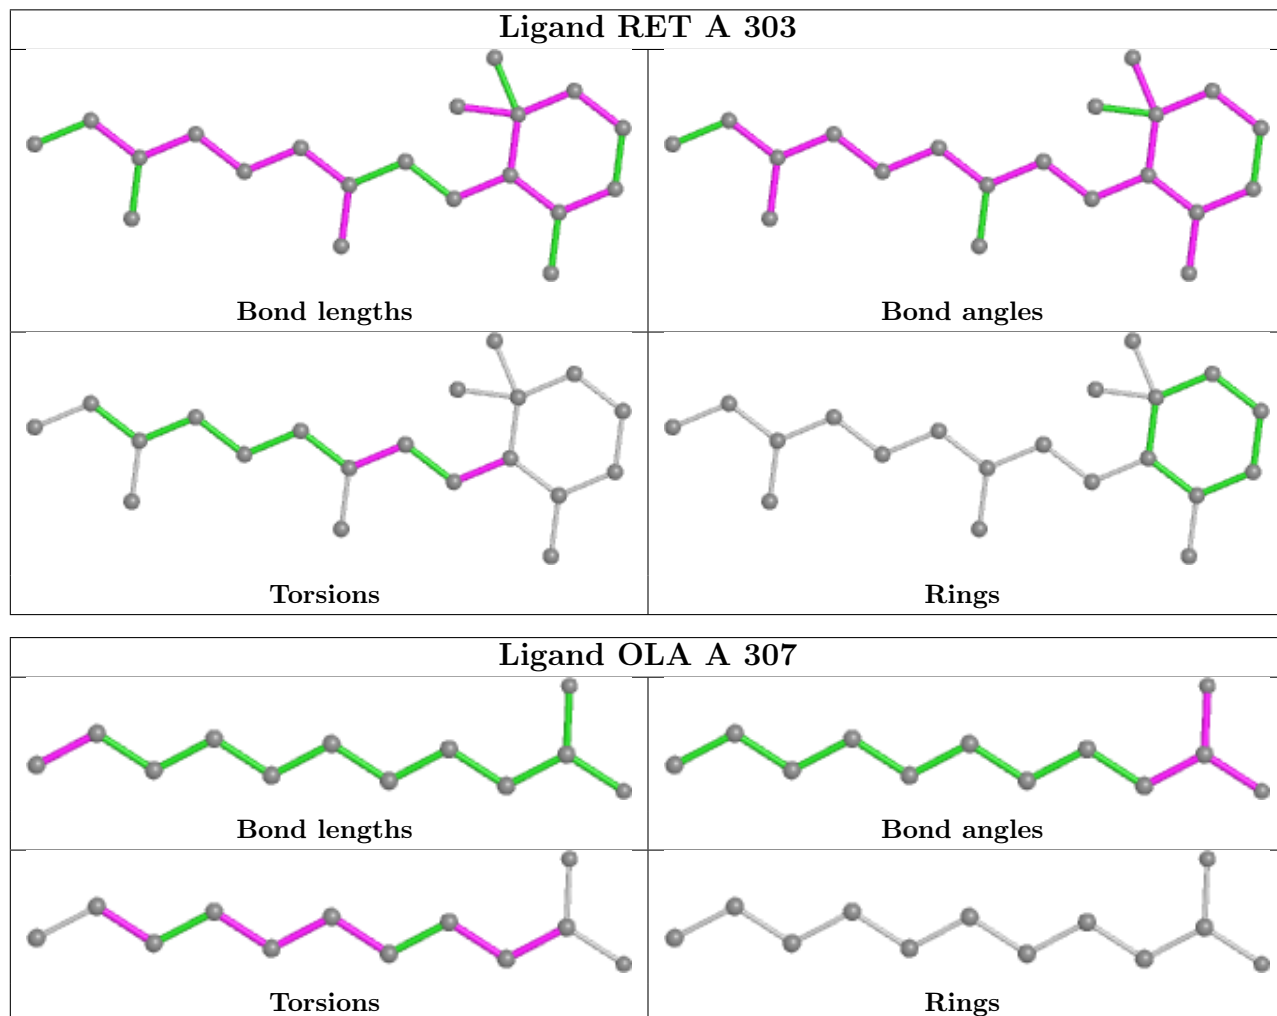 Ligand RET A 303
Bond lengths
Bond angles
Torsions
Rings
Ligand OLA A 307
Bond lengths
Bond angles
Torsions
Rings